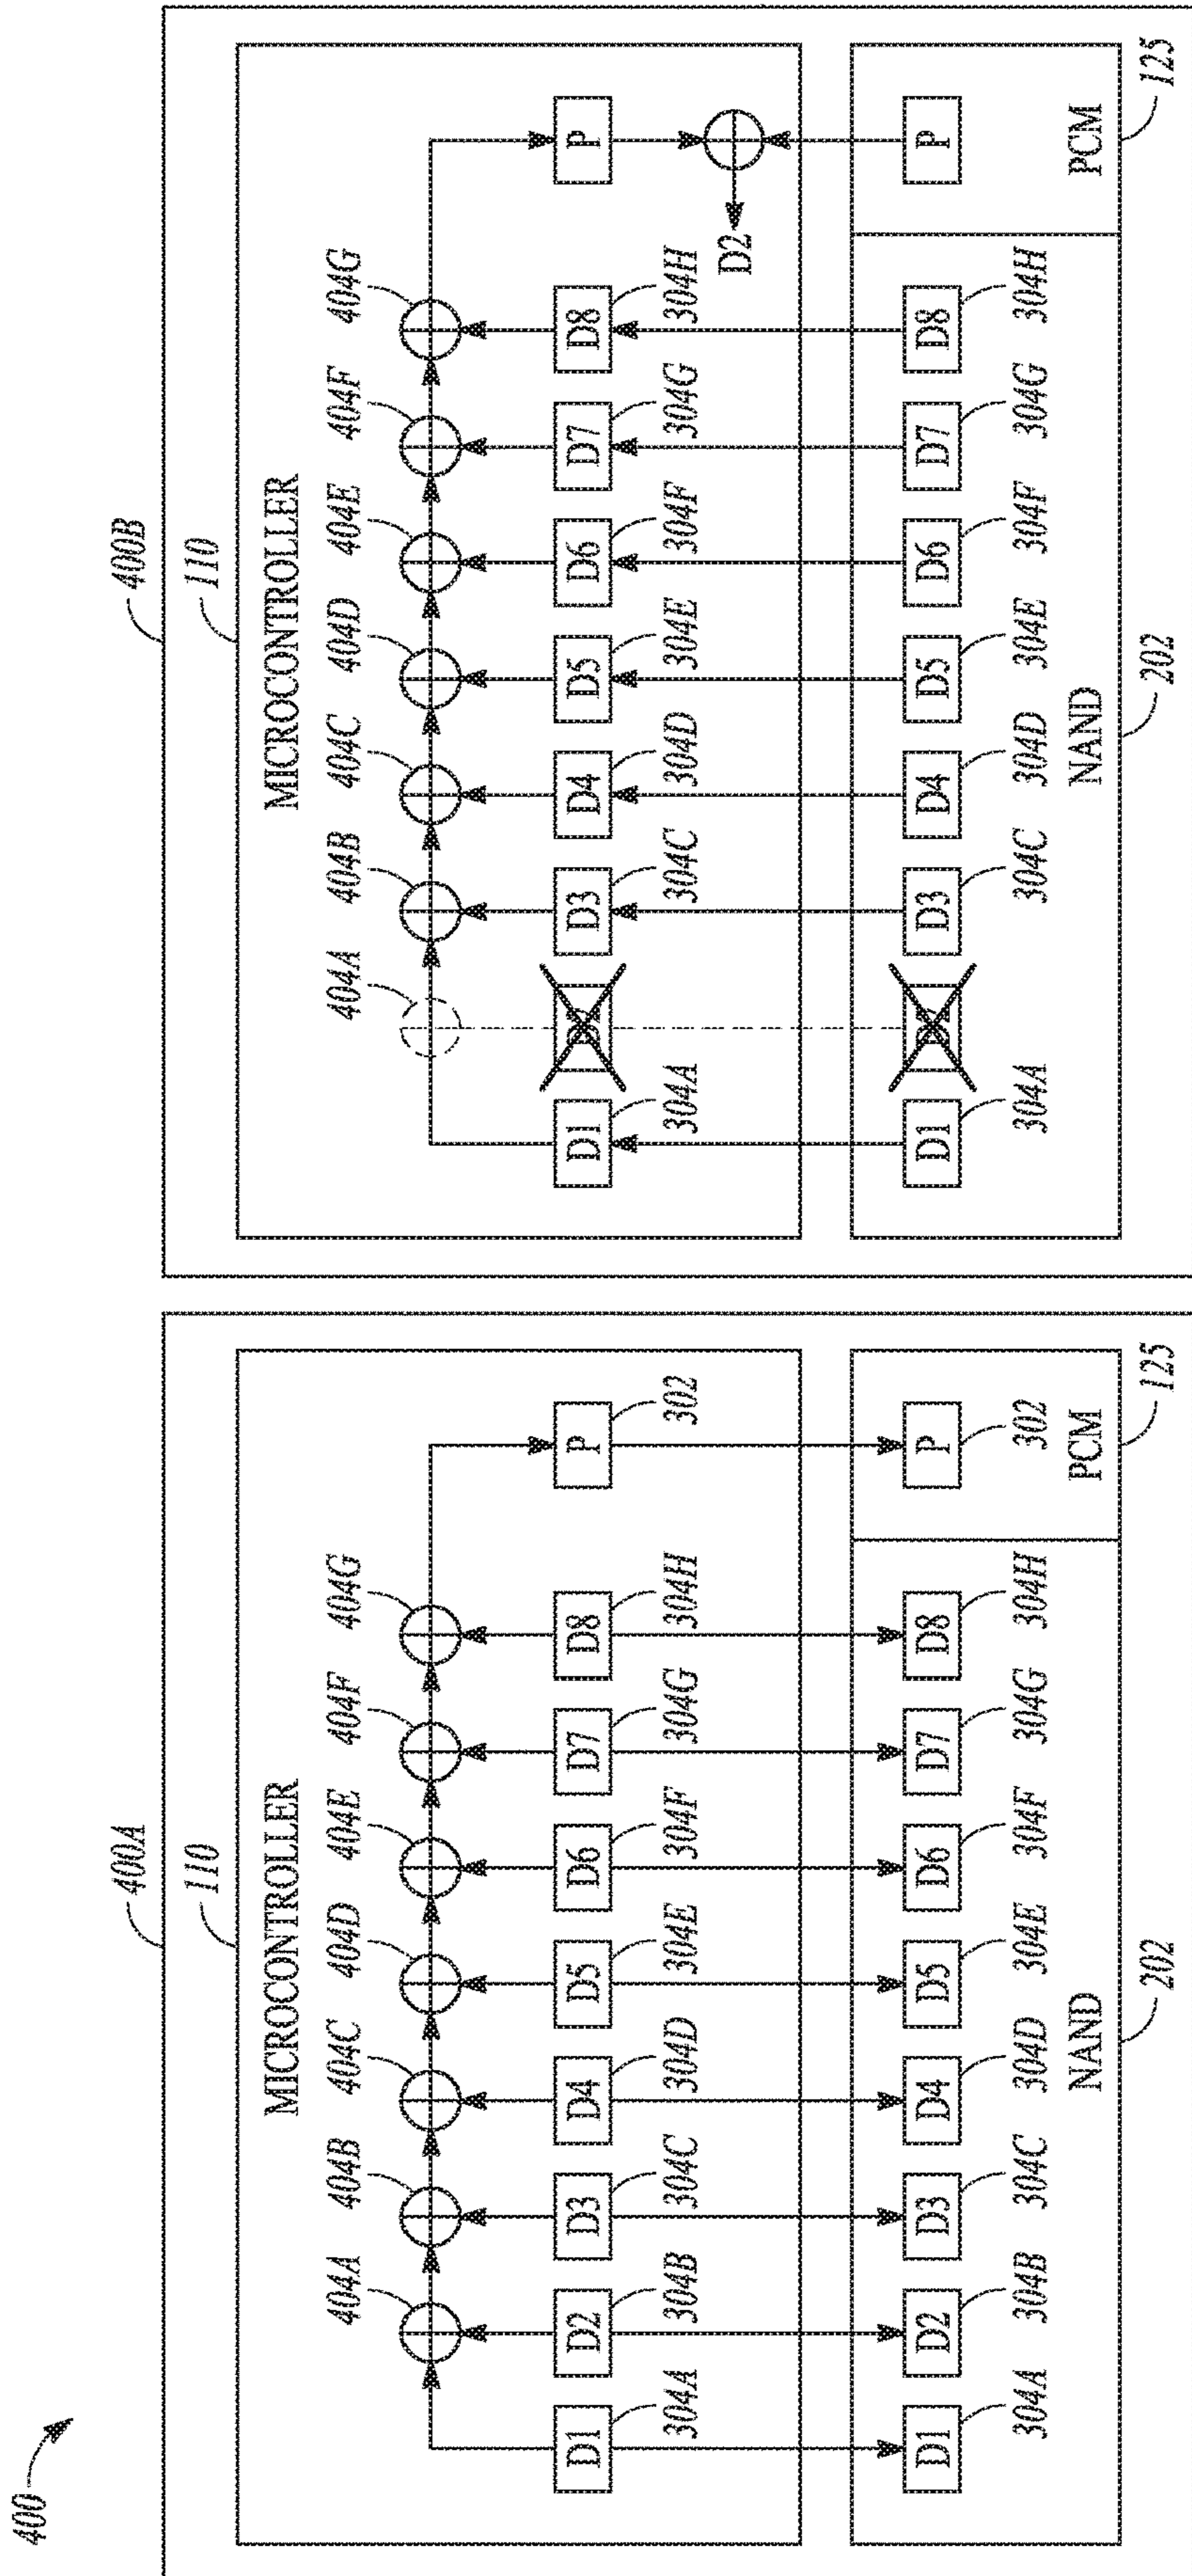 400
400A
110
MICROCONTROLLER
404A 404B 404C 404D 404E 404F 404G
D1 D2 D3 D4 D5 D6 D7 D8 P
304A 304B 304C 304D 304E 304F 304G 304H 302
D1 D2 D3 D4 D5 D6 D7 D8 P
304A 304B 304C 304D 304E 304F 304G 304H 302
NAND PCM
202 125
400B
110
MICROCONTROLLER
404A 404B 404C 404D 404E 404F 404G
D1 D3 D4 D5 D6 D7 D8 P
304A 304C 304D 304E 304F 304G 304H
D2
D1 D3 D4 D5 D6 D7 D8 P
304A 304C 304D 304E 304F 304G 304H
NAND PCM
202 125